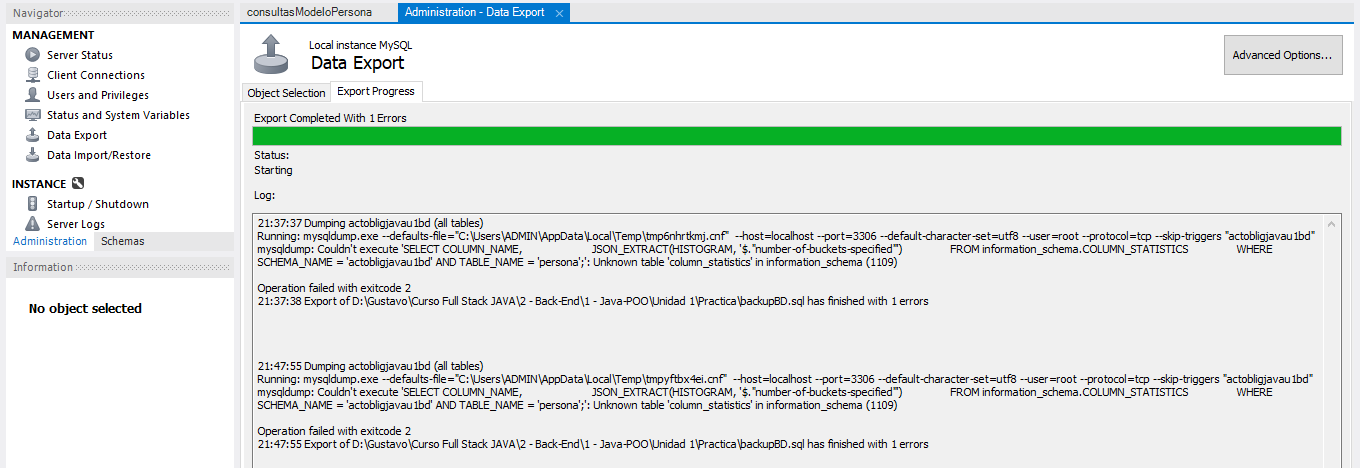 Navigator
MANAGEMENT
Server Status
Client Connections
Users and Privileges
Status and System Variables
Data Export
Data Import/Restore
INSTANCE
Startup / Shutdown
Server Logs
Administration Schemas
Information
No object selected
consultasModeloPersona Administration - Data Export
Local instance MySQL
Data Export
Advanced Options...
Object Selection Export Progress
Export Completed With 1 Errors
Status:
Starting
Log:
21:37:37 Dumping actobligjavau1bd (all tables)
Running: mysqldump.exe --defaults-file="C:\Users\ADMIN\AppData\Local\Temp\tmp6nhrtkmj.cnf" --host=localhost --port=3306 --default-character-set=utf8 --user=root --protocol=tcp --skip-triggers "actobligjavau1bd"
mysqldump: Couldn't execute 'SELECT COLUMN_NAME, JSON_EXTRACT(HISTOGRAM, '$."number-of-buckets-specified"') FROM information_schema.COLUMN_STATISTICS WHERE
SCHEMA_NAME = 'actobligjavau1bd' AND TABLE_NAME = 'persona';': Unknown table 'column_statistics' in information_schema (1109)
Operation failed with exitcode 2
21:37:38 Export of D:\Gustavo\Curso Full Stack JAVA\2 - Back-End\1 - Java-POO\Unidad 1\Practica\backupBD.sql has finished with 1 errors
21:47:55 Dumping actobligjavau1bd (all tables)
Running: mysqldump.exe --defaults-file="C:\Users\ADMIN\AppData\Local\Temp\tmpyftbx4ei.cnf" --host=localhost --port=3306 --default-character-set=utf8 --user=root --protocol=tcp --skip-triggers "actobligjavau1bd"
mysqldump: Couldn't execute 'SELECT COLUMN_NAME, JSON_EXTRACT(HISTOGRAM, '$."number-of-buckets-specified"') FROM information_schema.COLUMN_STATISTICS WHERE
SCHEMA_NAME = 'actobligjavau1bd' AND TABLE_NAME = 'persona';': Unknown table 'column_statistics' in information_schema (1109)
Operation failed with exitcode 2
21:47:55 Export of D:\Gustavo\Curso Full Stack JAVA\2 - Back-End\1 - Java-POO\Unidad 1\Practica\backupBD.sql has finished with 1 errors